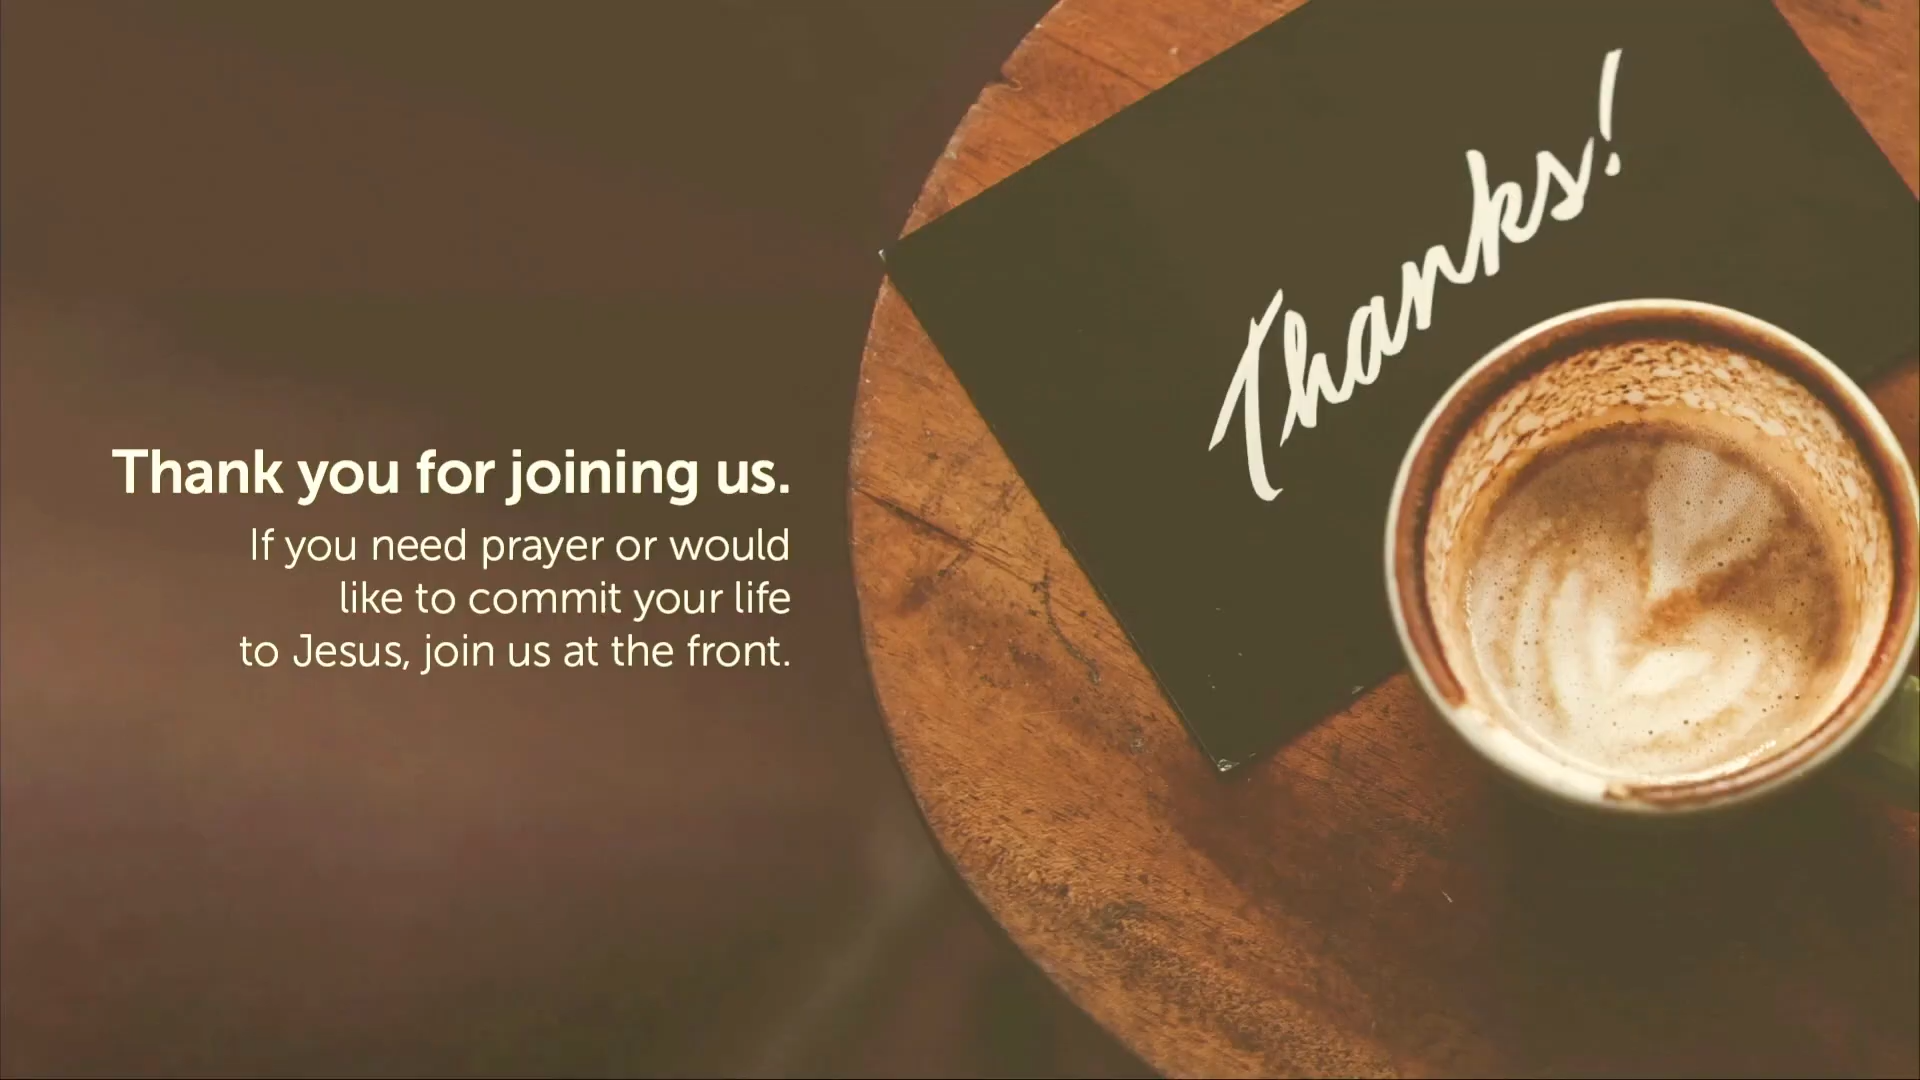 Thanks!
Thank you for joining us.
If you need prayer or would
like to commit your life
to Jesus, join us at the front.